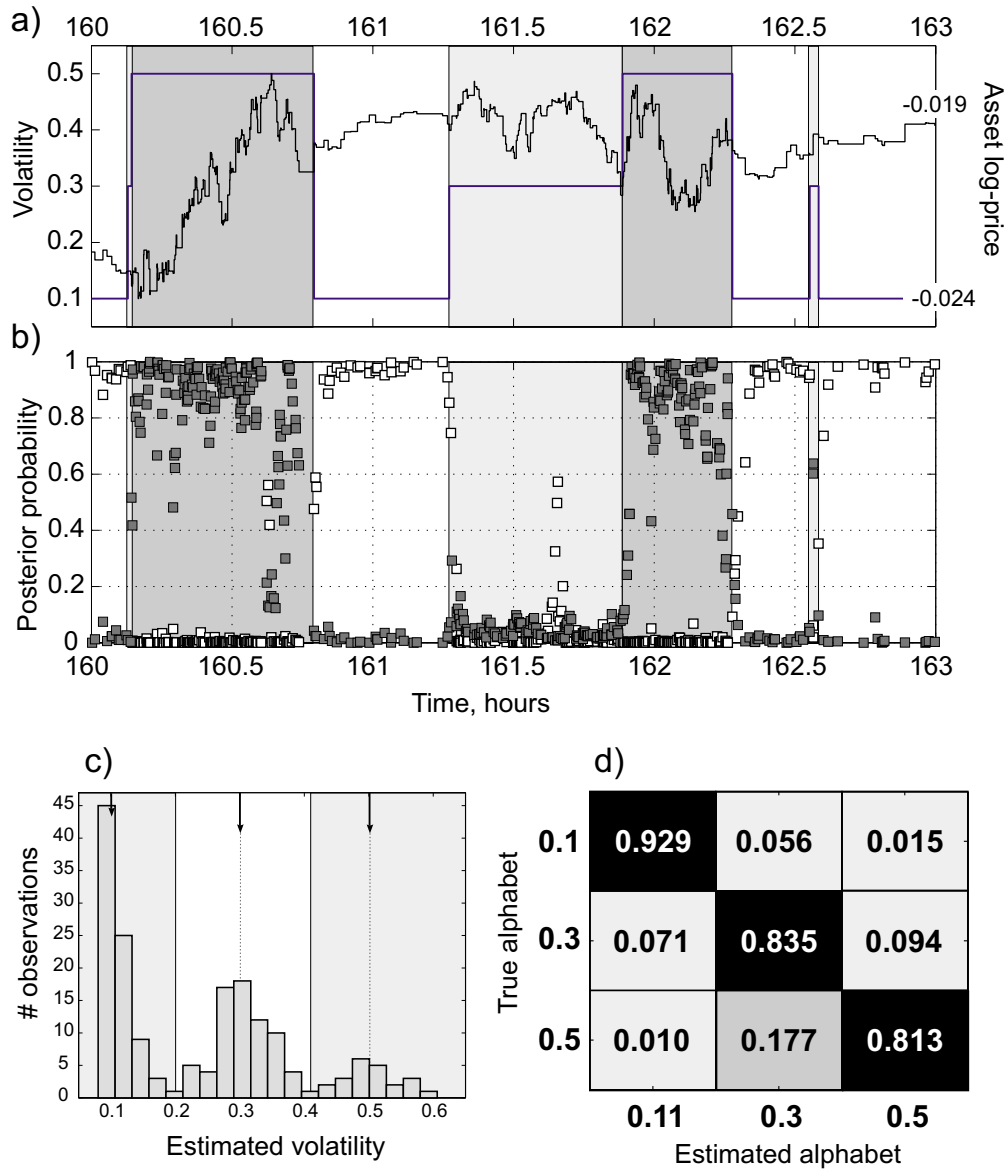 a)
160 160.5 161 161.5 162 162.5 163
0.5
0.4
0.3
0.2
0.1
Volatility
-0.019
-0.024
Asset log-price
b)
1
0.8
0.6
0.4
0.2
0
Posterior probability
160 160.5 161 161.5 162 162.5 163
Time, hours
c)
45
40
35
30
25
20
15
10
5
0
# observations
0.1 0.2 0.3 0.4 0.5 0.6
Estimated volatility
d)
True alphabet
0.1 0.929 0.056 0.015
0.3 0.071 0.835 0.094
0.5 0.010 0.177 0.813
0.11 0.3 0.5
Estimated alphabet